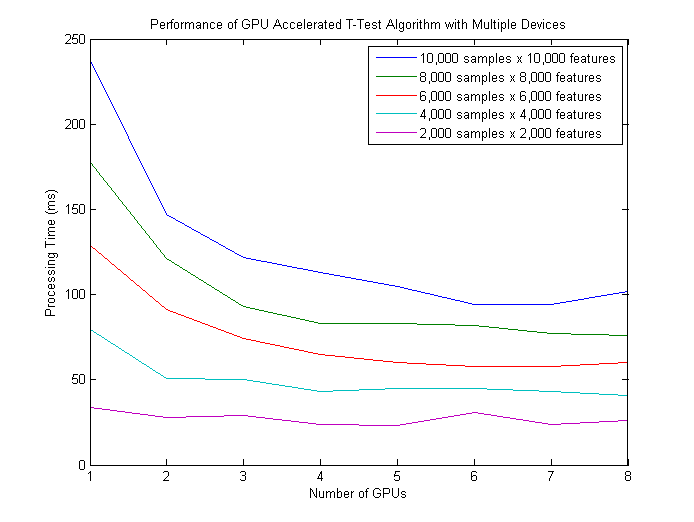 Performance of GPU Accelerated T-Test Algorithm with Multiple Devices
10,000 samples x 10,000 features
8,000 samples x 8,000 features
6,000 samples x 6,000 features
4,000 samples x 4,000 features
2,000 samples x 2,000 features
Processing Time (ms)
250
200
150
100
50
0
1 2 3 4 5 6 7 8
Number of GPUs